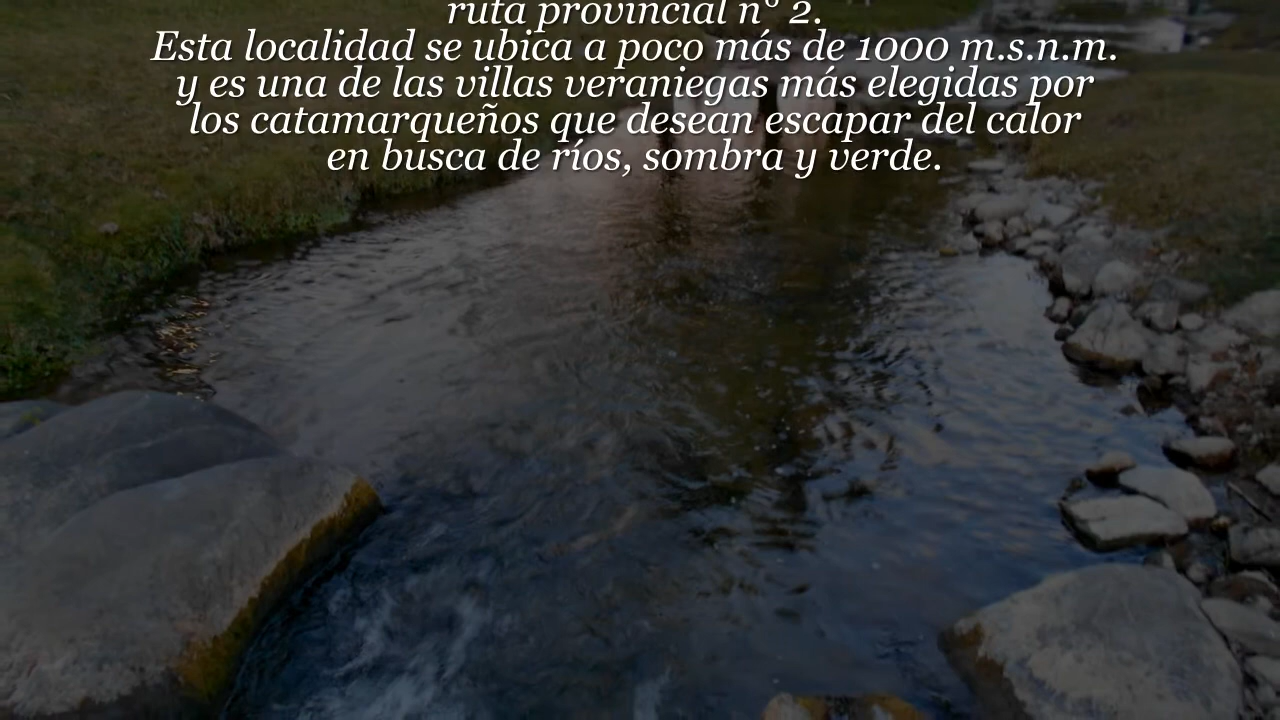 ruta provincial n° 2.
Esta localidad se ubica a poco más de 1000 m.s.n.m.
y es una de las villas veraniegas más elegidas por
los catamarqueños que desean escapar del calor
en busca de ríos, sombra y verde.